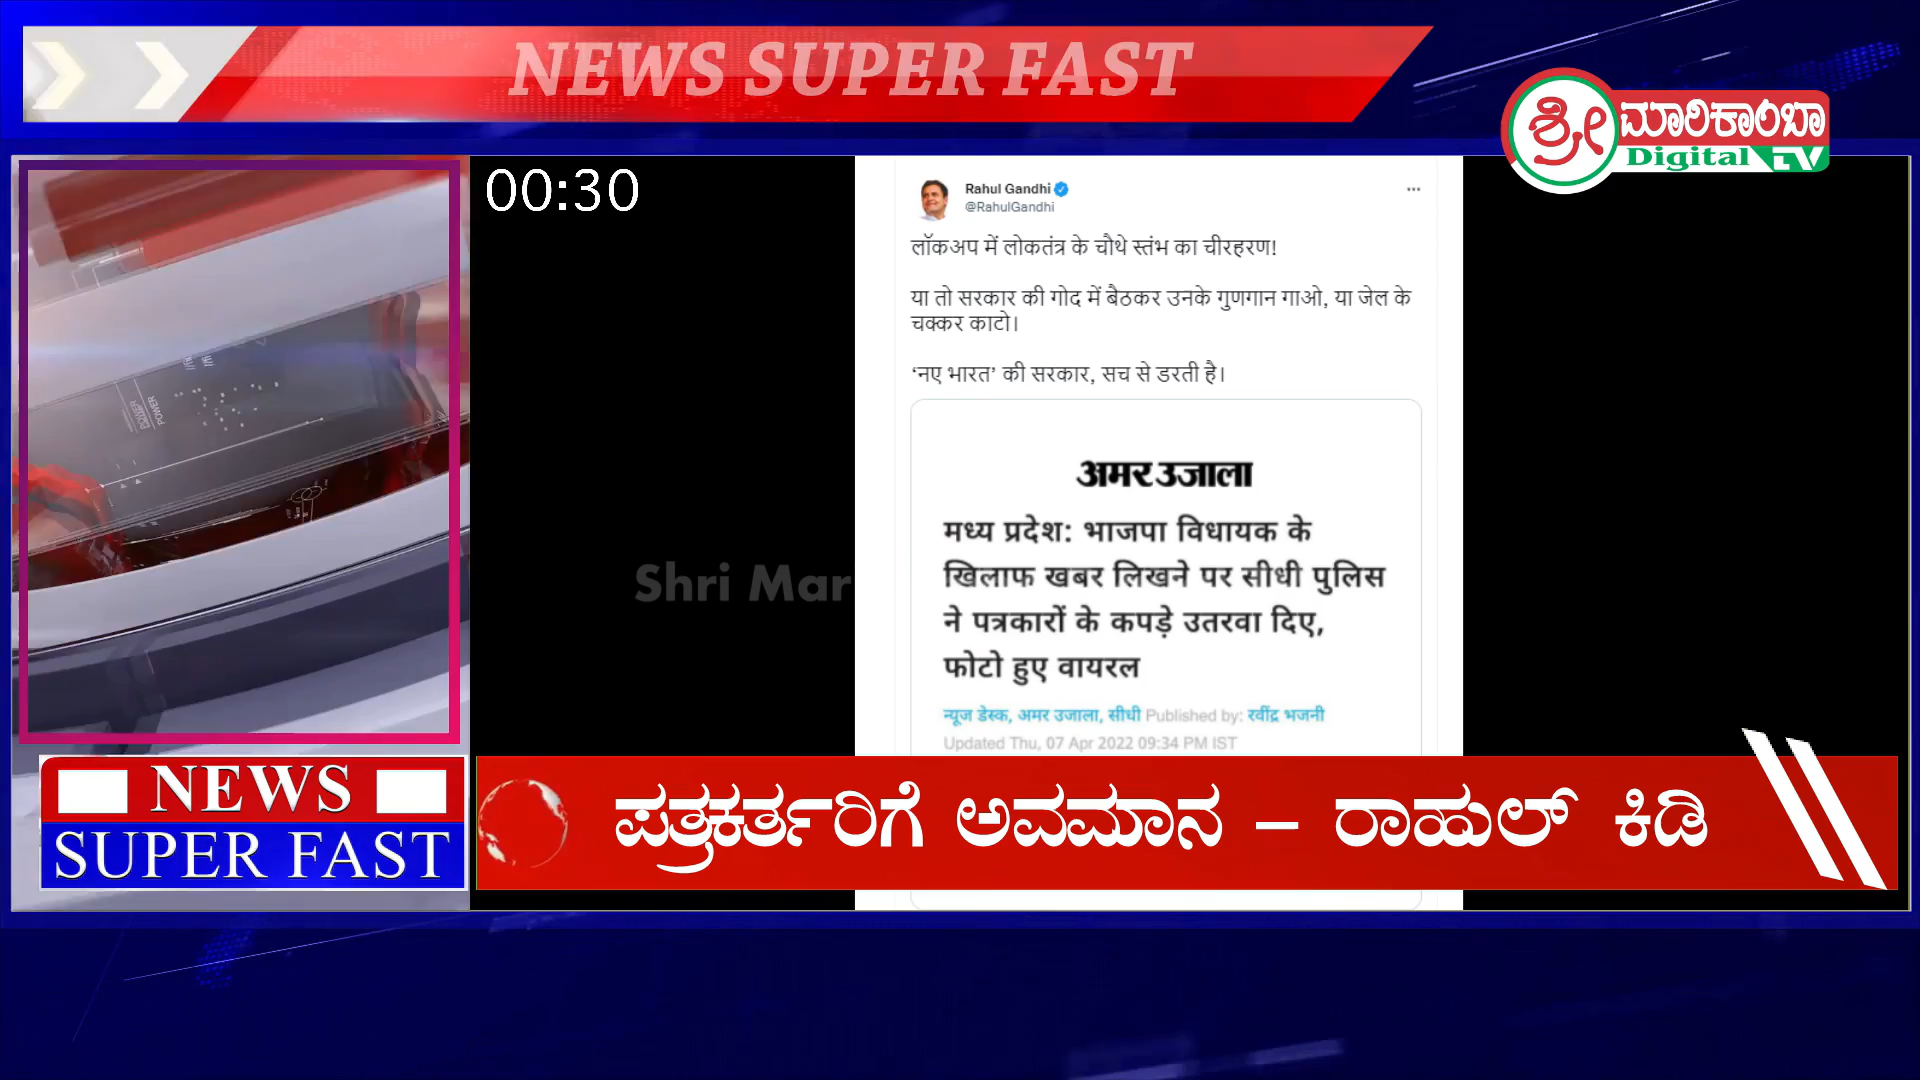 NEWS SUPER FAST
ಶ್ರೀ
ಮಾರಿಕಾಂಬಾ
Digital TV
00:30
Rahul Gandhi
@RahulGandhi
लॉकअप में लोकतंत्र के चौथे स्तंभ का चीरहरण!
या तो सरकार की गोद में बैठकर उनके गुणगान गाओ, या जेल के
चक्कर काटो।
‘नए भारत’ की सरकार, सच से डरती है।
अमर उजाला
मध्य प्रदेश: भाजपा विधायक के
खिलाफ खबर लिखने पर सीधी पुलिस
ने पत्रकारों के कपड़े उतरवा दिए,
फोटो हुए वायरल
न्यूज डेस्क, अमर उजाला, सीधी Published by: रवींद्र भजनी
Updated Thu, 07 Apr 2022 09:34 PM IST
Shri Mar
POWER
NEWS
SUPER FAST
ಪತ್ರಕರ್ತರಿಗೆ ಅವಮಾನ – ರಾಹುಲ್ ಕಿಡಿ